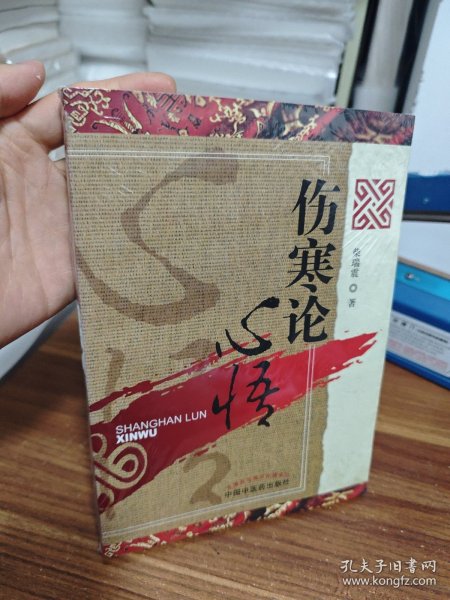 伤寒论
心悟
柴瑞震 著
SHANGHAN LUN
XINWU
中国中医药出版社
孔夫子旧书网
www.kongfz.com